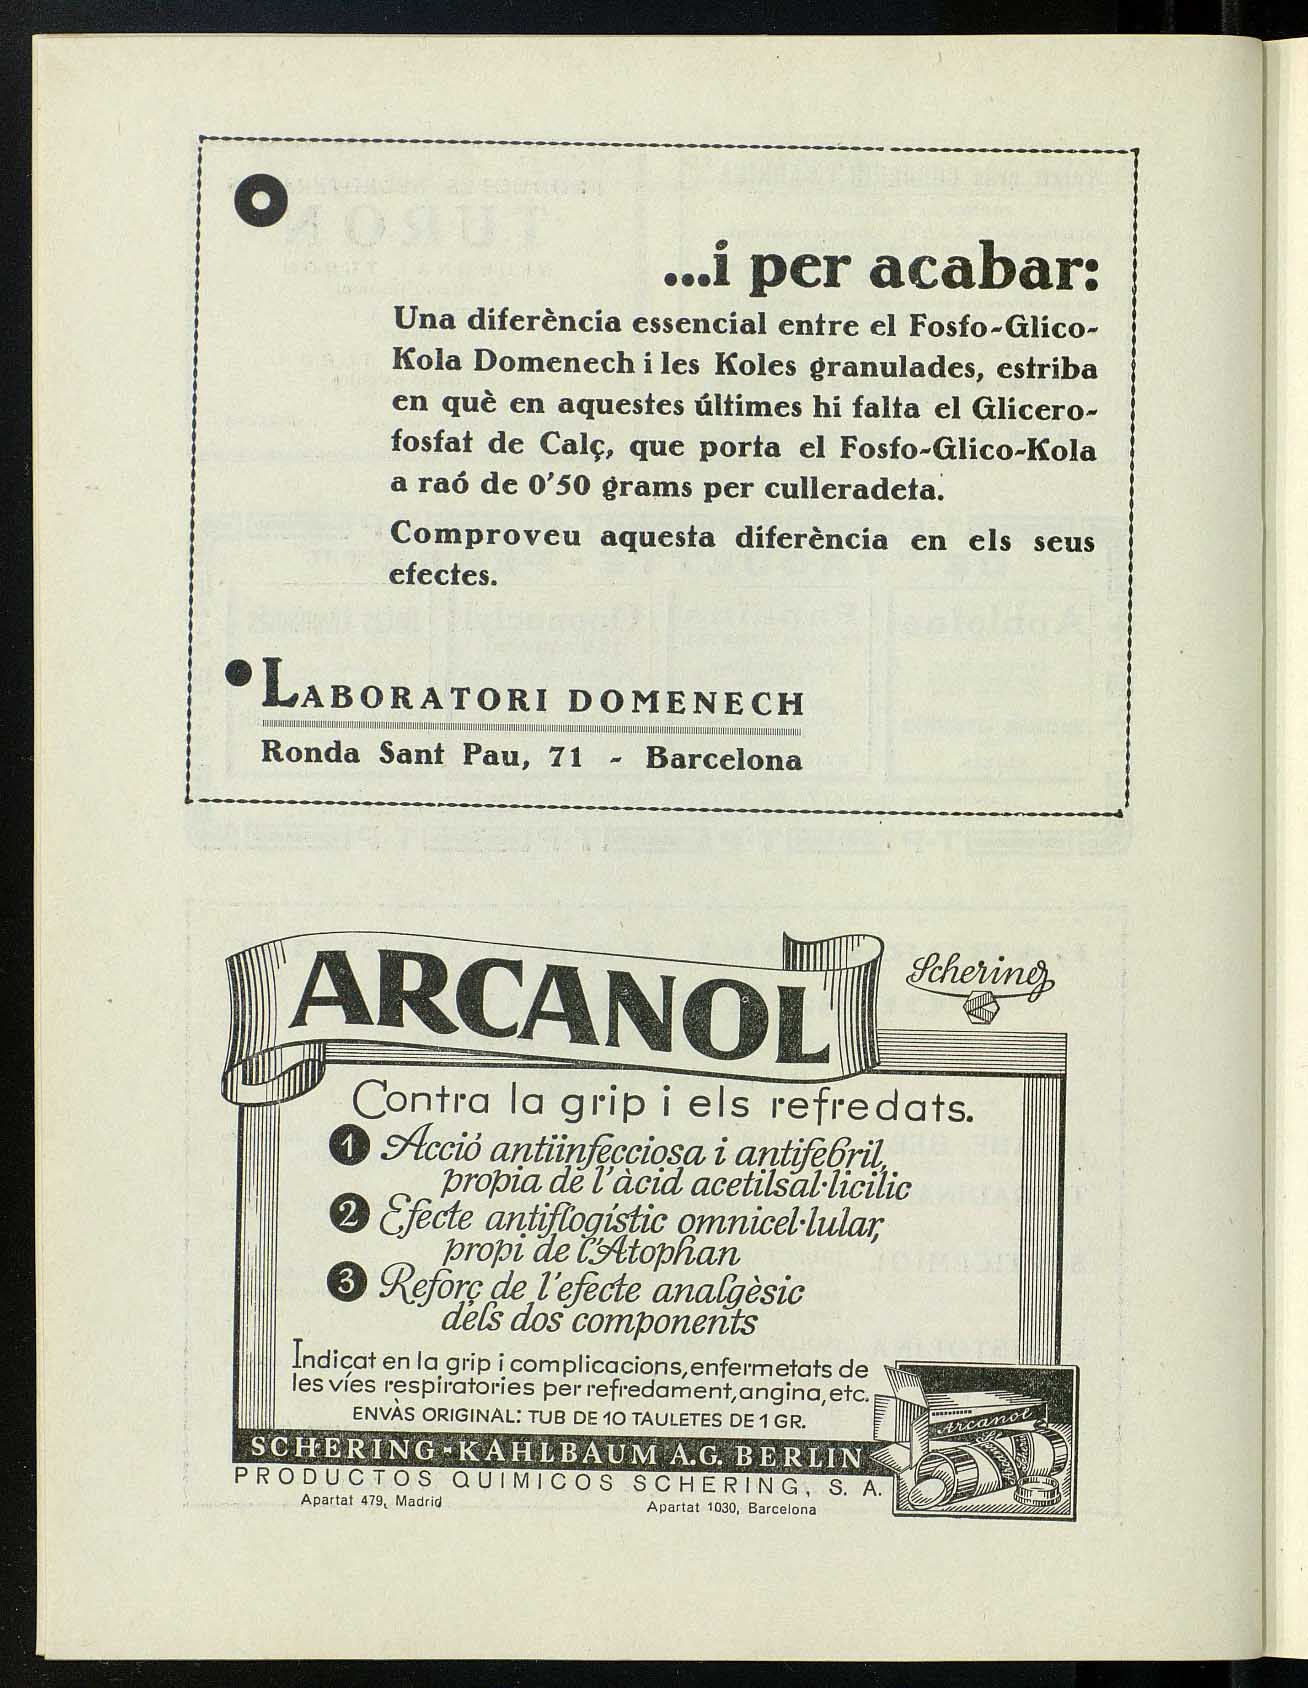 ...i per acabar:
Una diferència essencial entre el Fosfo-Glico-
Kola Domenech i les Koles granulades, estriba
en què en aquestes últimes hi falta el Glicero-
fosfat de Calç, que porta el Fosfo-Glico-Kola
a raó de 0'50 grams per culleradeta.
Comproveu aquesta diferència en els seus
efectes.
LABORATORI DOMENECH
Ronda Sant Pau, 71 - Barcelona
ARCANOL
Schering
Contra la grip i els refredats.
1 Acció antiinfecciosa i antifebril,
propia de l'àcid acetilsal·licílic
2 Efecte antiflogístic omnicel·lular,
propi de l'Atophan
3 Reforç de l'efecte analgèsic
dels dos components
Indicat en la grip i complicacions, enfermetats de
les víes respiratories per refredament, angina, etc.
ENVÀS ORIGINAL: TUB DE 10 TAULETES DE 1 GR.
Arcanol
SCHERING-KAHLBAUM A.G. BERLIN
PRODUCTOS QUIMICOS SCHERING, S. A.
Apartat 479, Madrid
Apartat 1030, Barcelona